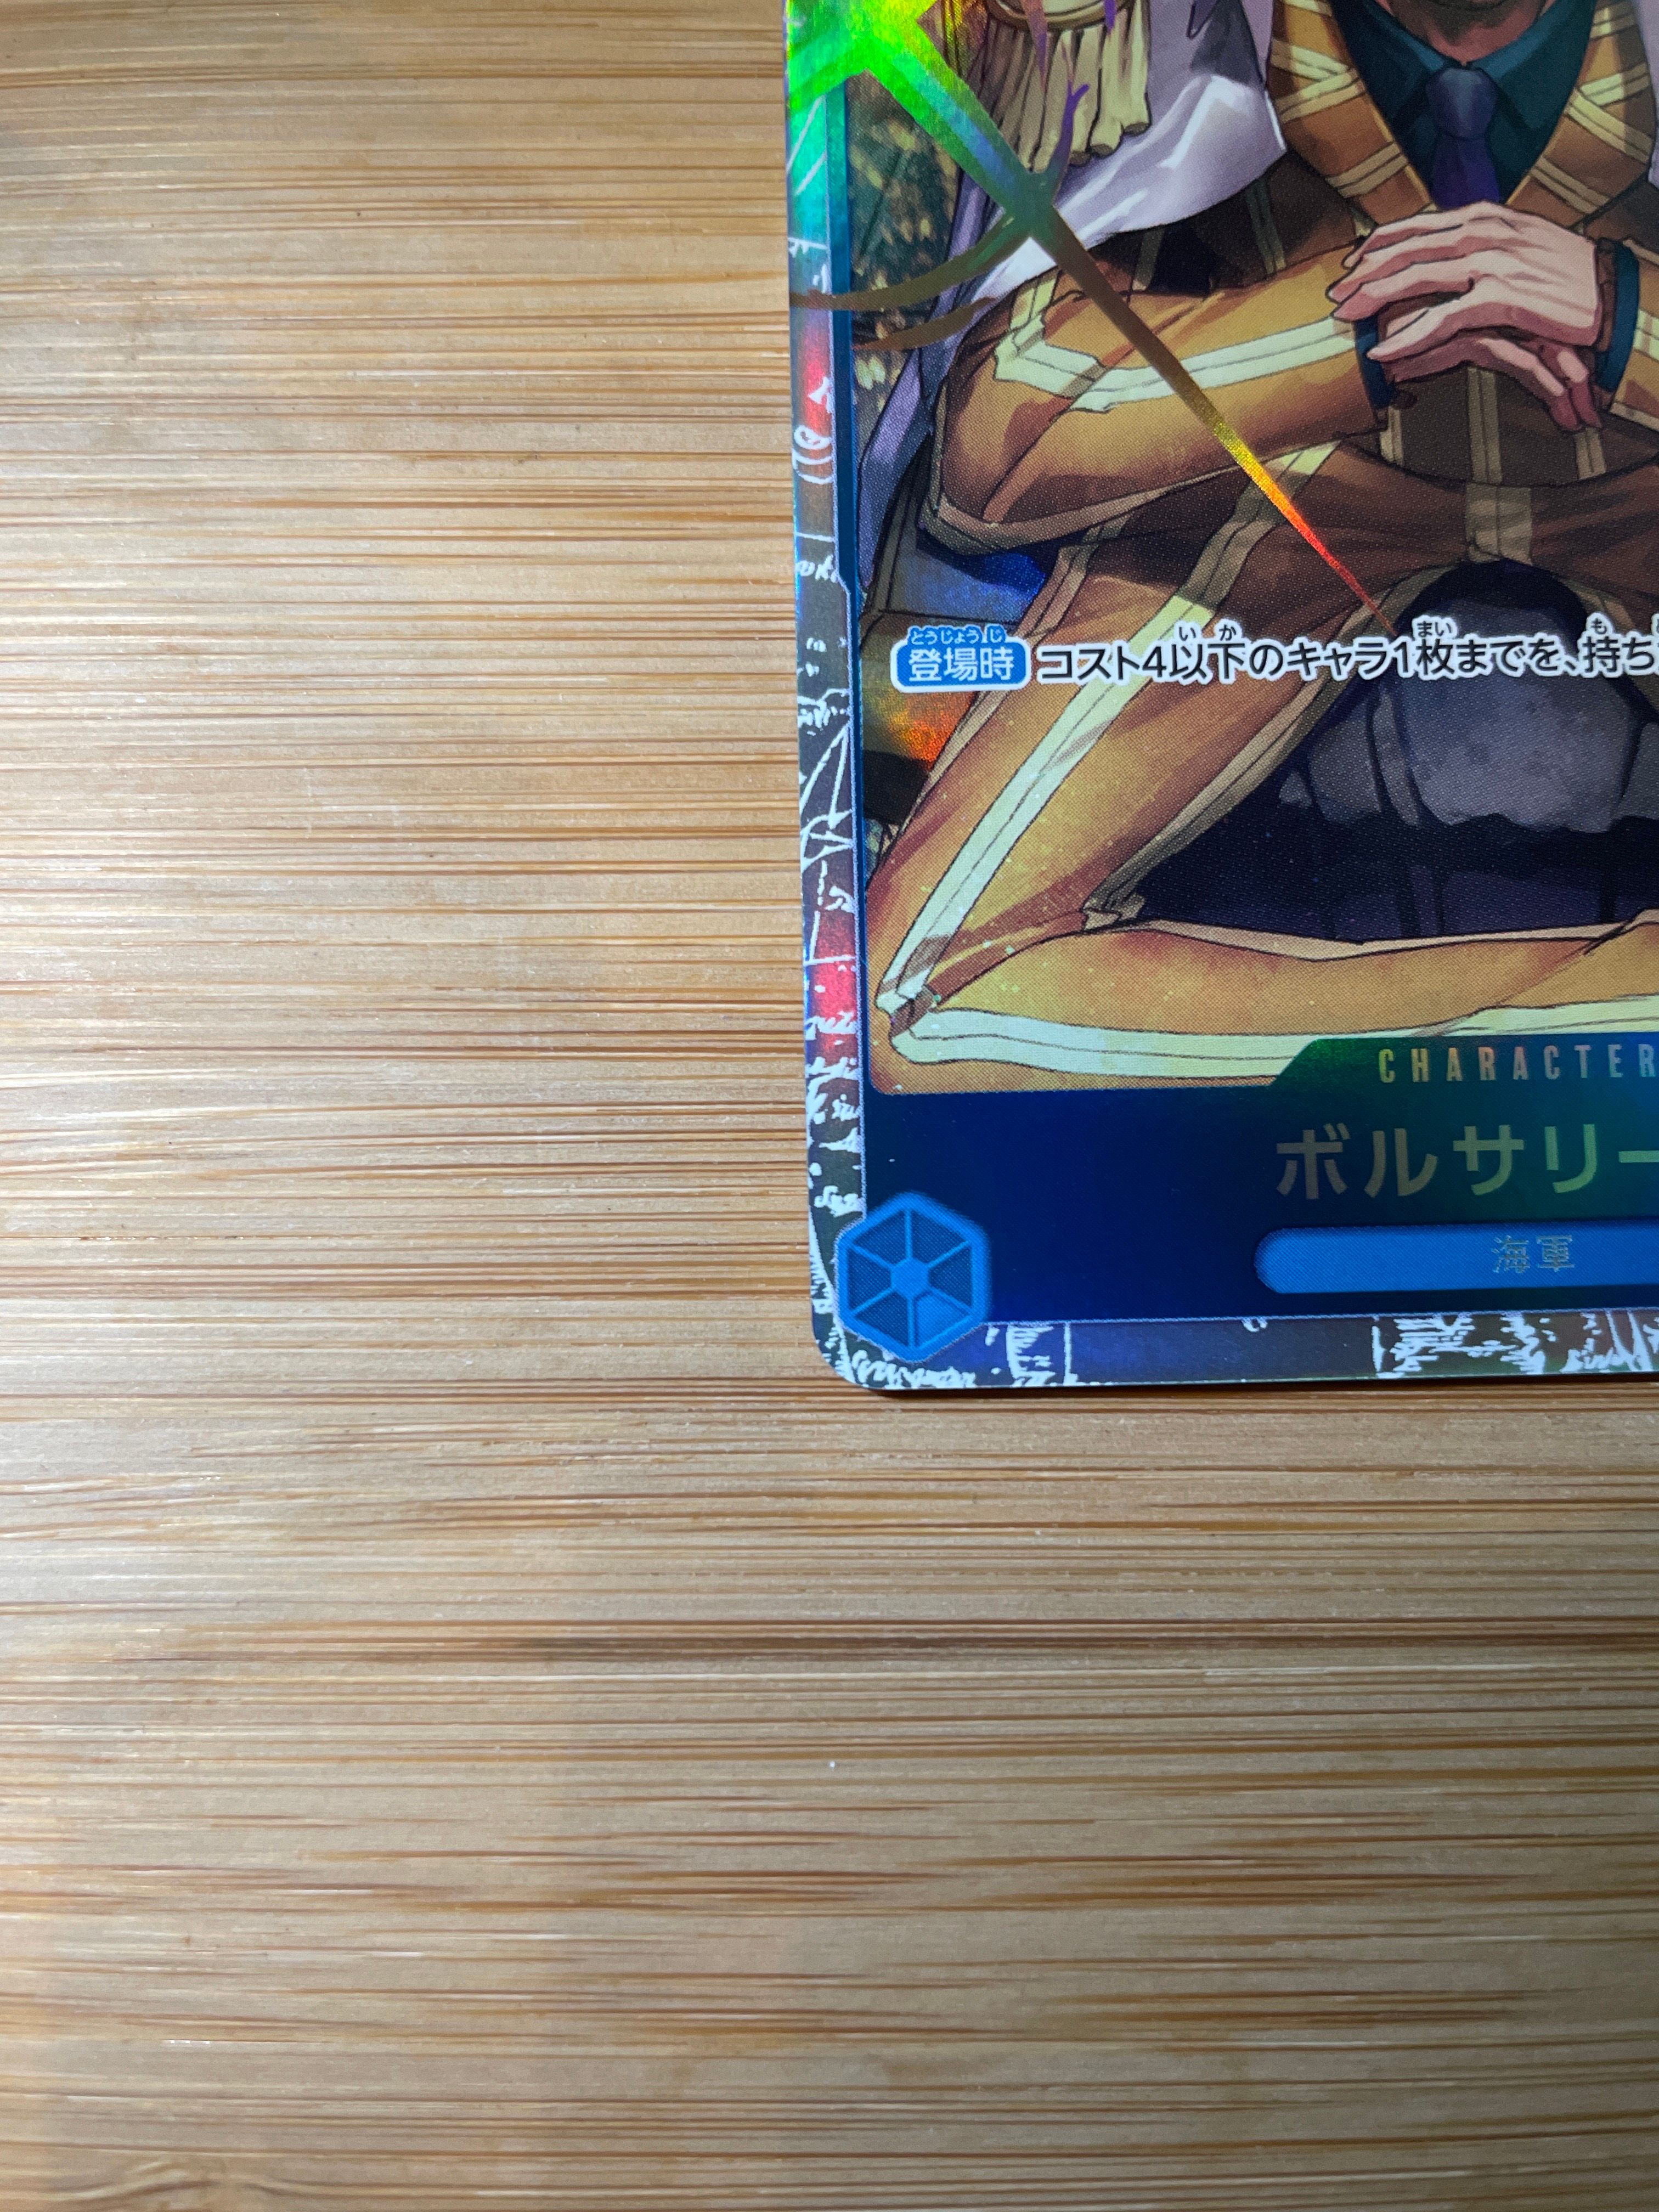 とうじょうじ いか まい も
登場時 コスト4以下のキャラ1枚までを、持ち
CHARACTER
ボルサリー
海軍